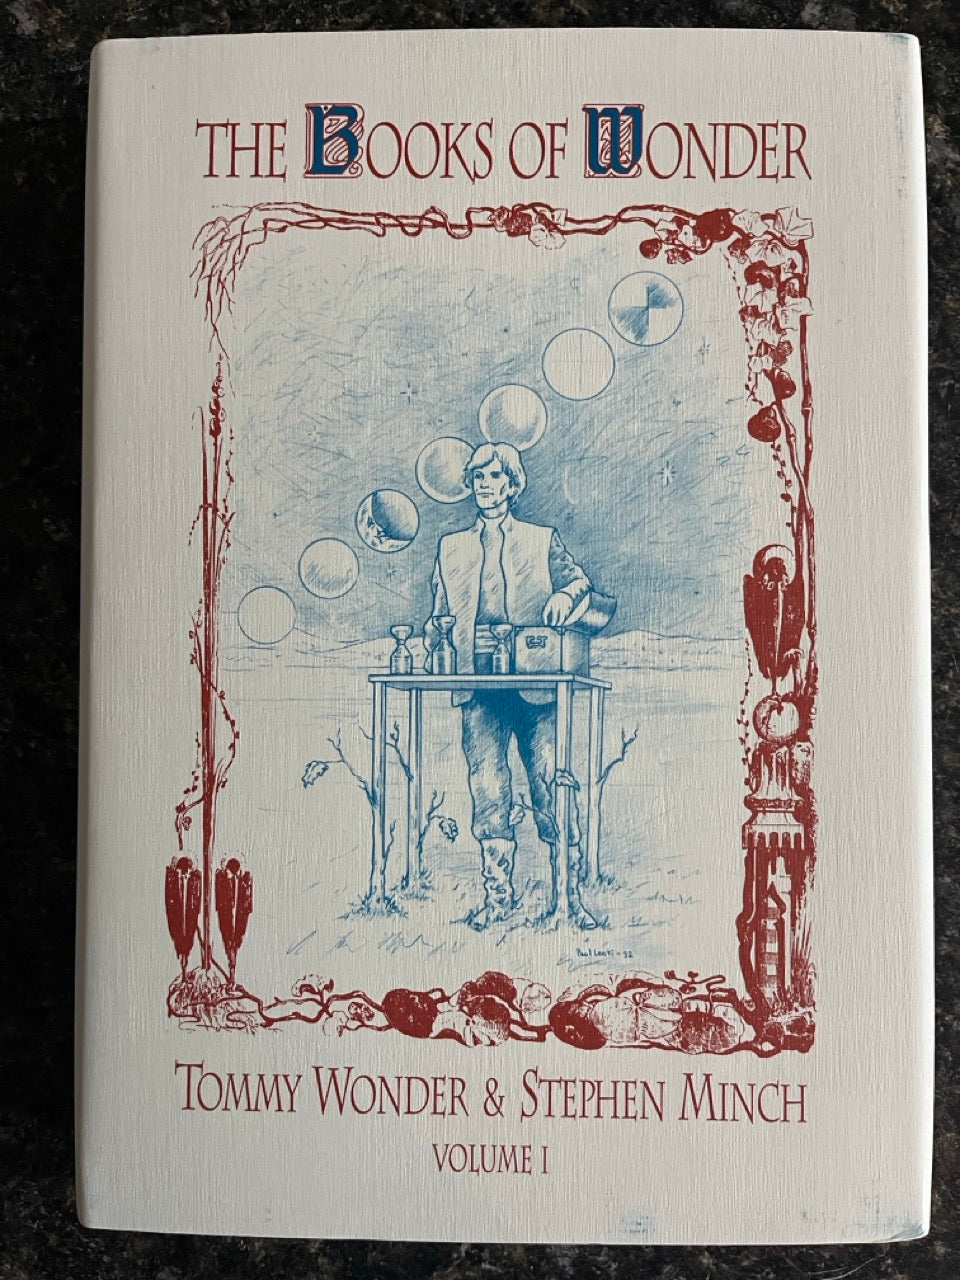 THE BOOKS OF WONDER
TOMMY WONDER & STEPHEN MINCH
VOLUME I